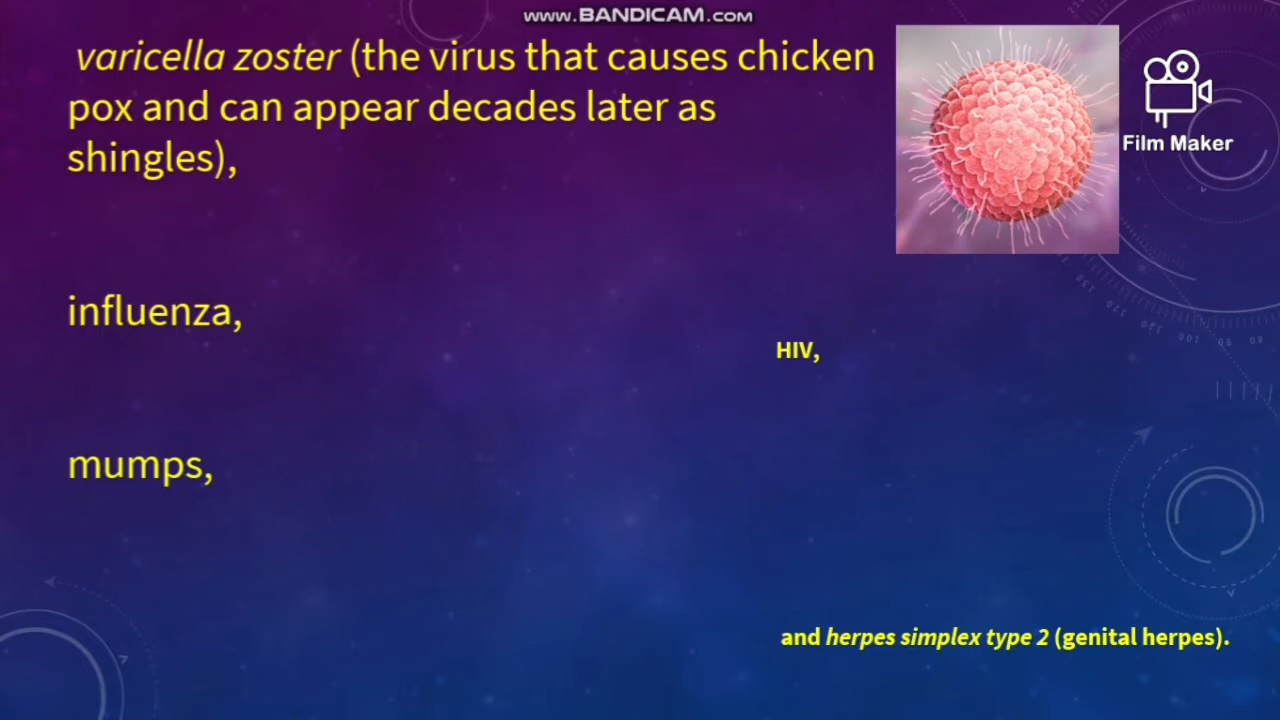 www.BANDICAM.com
varicella zoster (the virus that causes chicken
pox and can appear decades later as
shingles),
Film Maker
influenza,
HIV,
mumps,
and herpes simplex type 2 (genital herpes).